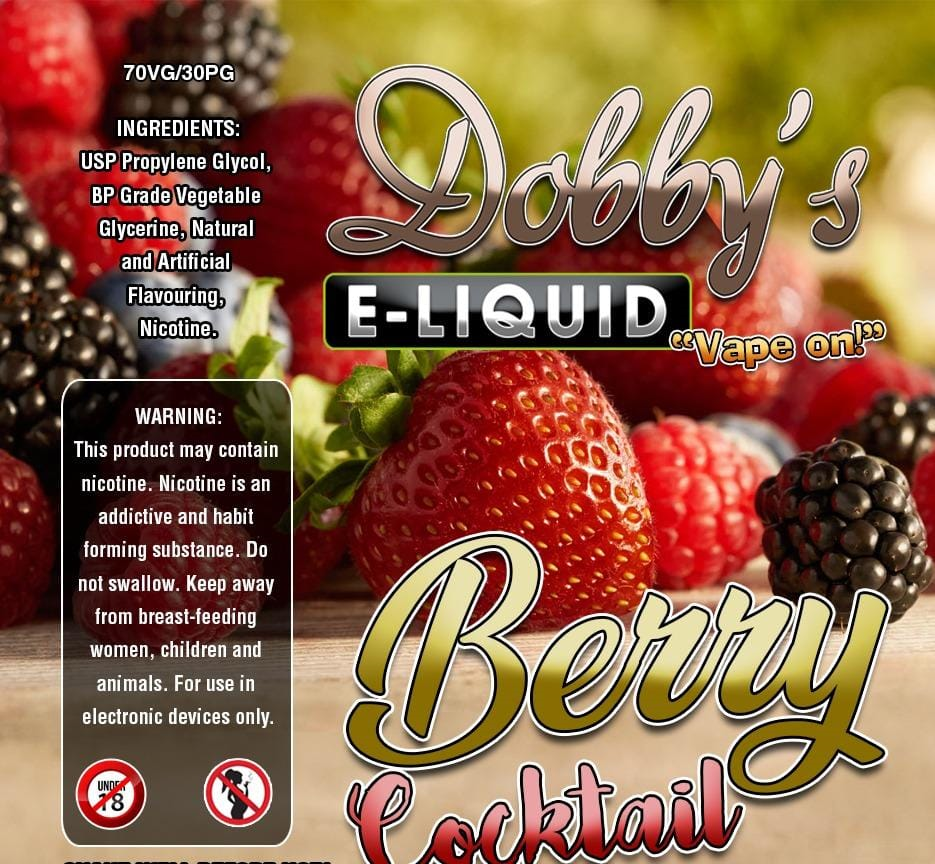 70VG/30PG
INGREDIENTS:
USP Propylene Glycol,
BP Grade Vegetable
Glycerine, Natural
and Artificial
Flavouring,
Nicotine.
WARNING:
This product may contain
nicotine. Nicotine is an
addictive and habit
forming substance. Do
not swallow. Keep away
from breast-feeding
women, children and
animals. For use in
electronic devices only.
UNDER
18
Dobby's
E-LIQUID
“Vape on!”
Berry
Cocktail